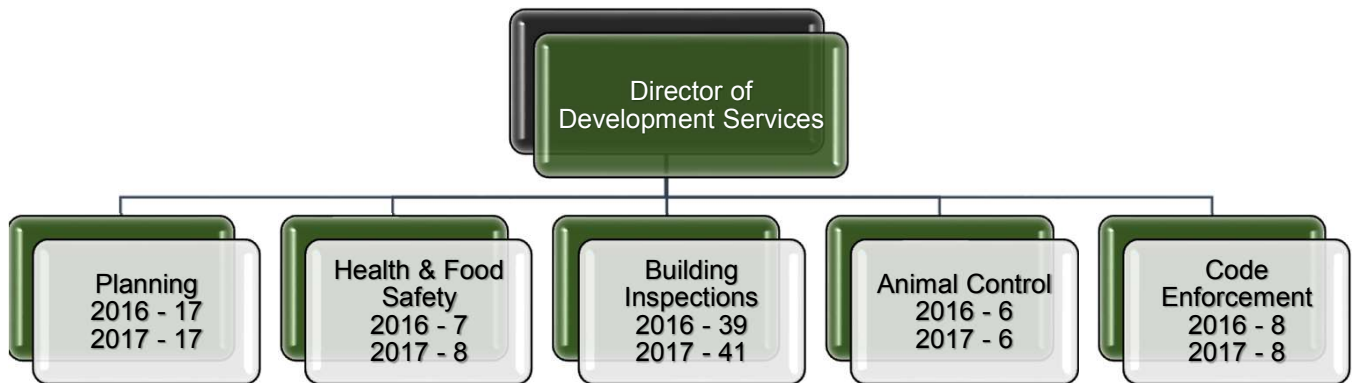 Director of
Development Services
Planning
2016 - 17
2017 - 17
Health & Food
Safety
2016 - 7
2017 - 8
Building
Inspections
2016 - 39
2017 - 41
Animal Control
2016 - 6
2017 - 6
Code
Enforcement
2016 - 8
2017 - 8